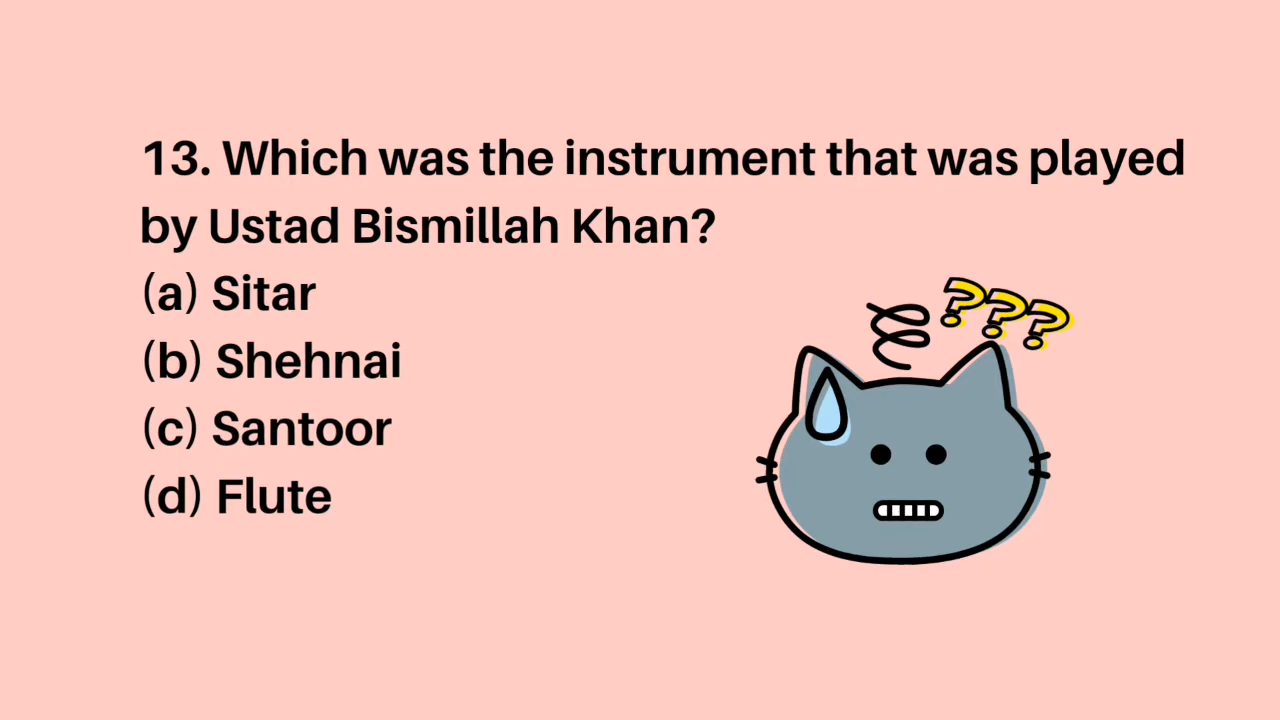 13. Which was the instrument that was played
by Ustad Bismillah Khan?
(a) Sitar
(b) Shehnai
(c) Santoor
(d) Flute
???